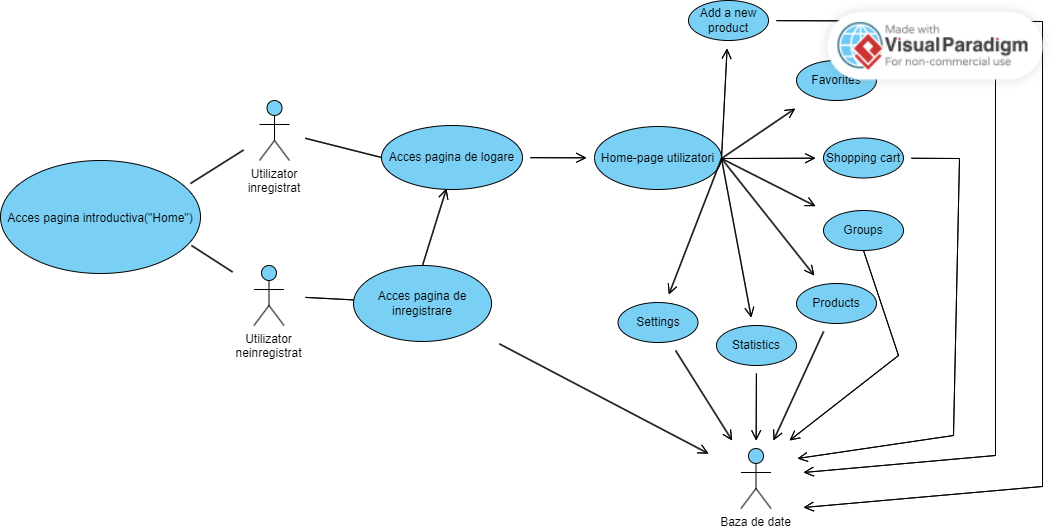 Add a new
product
Made with
VisualParadigm
For non-commercial use
Favorites
Utilizator
inregistrat
Acces pagina de logare
Home-page utilizatori
Shopping cart
Acces pagina introductiva("Home")
Groups
Utilizator
neinregistrat
Acces pagina de
inregistrare
Products
Settings
Statistics
Baza de date